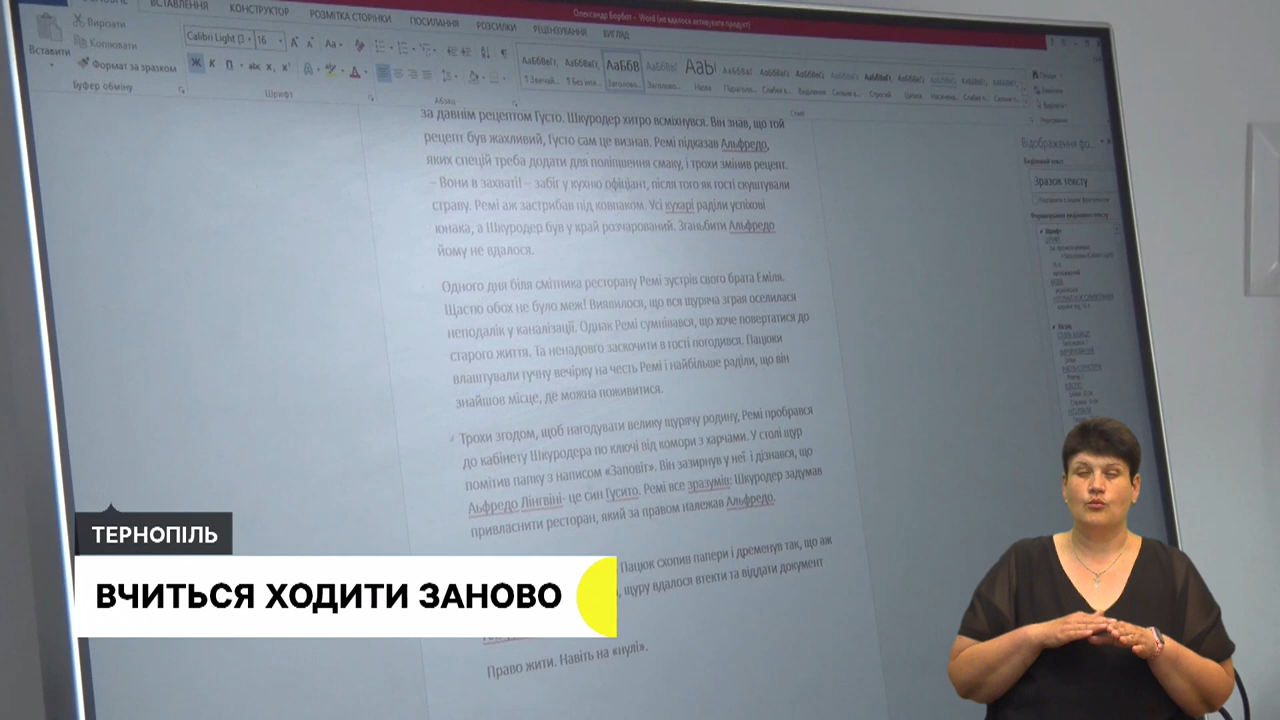 Олександр Борбот - Word (не вдалося активувати продукт)
ВСТАВЛЕННЯ КОНСТРУКТОР РОЗМІТКА СТОРІНКИ ПОСИЛАННЯ РОЗСИЛКИ РЕЦЕНЗУВАННЯ ВИГЛЯД
Вирізати
Копіювати
Формат за зразком
Вставити
Буфер обміну
Calibri Light 16
Шрифт
Абзац
Стилі
за давнім рецептом Густо. Шкуродер хитро всміхнувся. Він знав, що той
рецепт був жахливий, Густо сам це визнав. Ремі підказав Альфредо,
яких спецій треба додати для поліпшення смаку, і трохи змінив рецепт.
– Вони в захваті! – забіг у кухню офіціант, після того як гості скуштували
страву. Ремі аж застрибав під ковпаком. Усі кухарі раділи успіхові
юнака, а Шкуродер був у край розчарований. Зганьбити Альфредо
йому не вдалося.
Одного дня біля смітника ресторану Ремі зустрів свого брата Еміля.
Щастю обох не було меж! Виявилося, що вся щуряча зграя оселилася
неподалік у каналізації. Однак Ремі сумнівався, що хоче повертатися до
старого життя. Та ненадовго заскочити в гості погодився. Пацюки
влаштували гучну вечірку на честь Ремі і найбільше раділи, що він
знайшов місце, де можна поживитися.
Трохи згодом, щоб нагодувати велику щурячу родину, Ремі пробрався
до кабінету Шкуродера по ключі від комори з харчами. У столі щур
помітив папку з написом «Заповіт». Він зазирнув у неї і дізнався, що
Аьфредо Лінгвіні- це син Гусито. Ремі все зразумів: Шкуродер задумав
привласнити ресторан, який за правом належав Альфредо.
Пацюк схопив папери і дременув так, що аж
щуру вдалося втекти та віддати документ
Право жити. Навіть на «нулі».
Зразок тексту
ТЕРНОПІЛЬ
ВЧИТЬСЯ ХОДИТИ ЗАНОВО